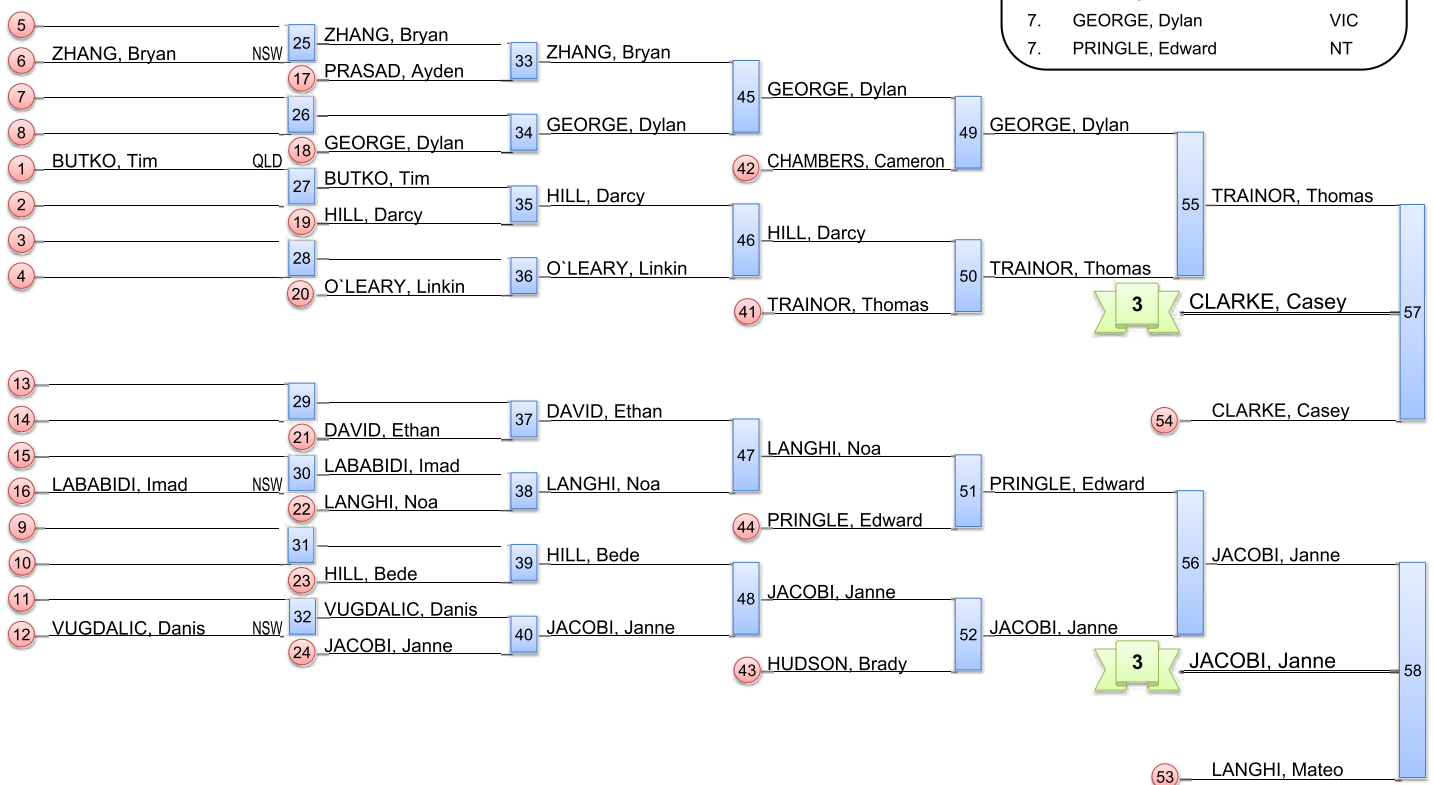 7. GEORGE, Dylan VIC
7. PRINGLE, Edward NT
5
6 ZHANG, Bryan NSW
25 ZHANG, Bryan
17 PRASAD, Ayden
33 ZHANG, Bryan
7
8
26
18 GEORGE, Dylan
34 GEORGE, Dylan
45 GEORGE, Dylan
42 CHAMBERS, Cameron
49 GEORGE, Dylan
1 BUTKO, Tim QLD
2
27 BUTKO, Tim
19 HILL, Darcy
35 HILL, Darcy
3
4
28
20 O`LEARY, Linkin
36 O`LEARY, Linkin
46 HILL, Darcy
41 TRAINOR, Thomas
50 TRAINOR, Thomas
55 TRAINOR, Thomas
3 CLARKE, Casey
57
54 CLARKE, Casey
13
14
29
21 DAVID, Ethan
37 DAVID, Ethan
15
16 LABABIDI, Imad NSW
30 LABABIDI, Imad
22 LANGHI, Noa
38 LANGHI, Noa
47 LANGHI, Noa
44 PRINGLE, Edward
51 PRINGLE, Edward
9
10
31
23 HILL, Bede
39 HILL, Bede
11
12 VUGDALIC, Danis NSW
32 VUGDALIC, Danis
24 JACOBI, Janne
40 JACOBI, Janne
48 JACOBI, Janne
43 HUDSON, Brady
52 JACOBI, Janne
56 JACOBI, Janne
3 JACOBI, Janne
58
53 LANGHI, Mateo